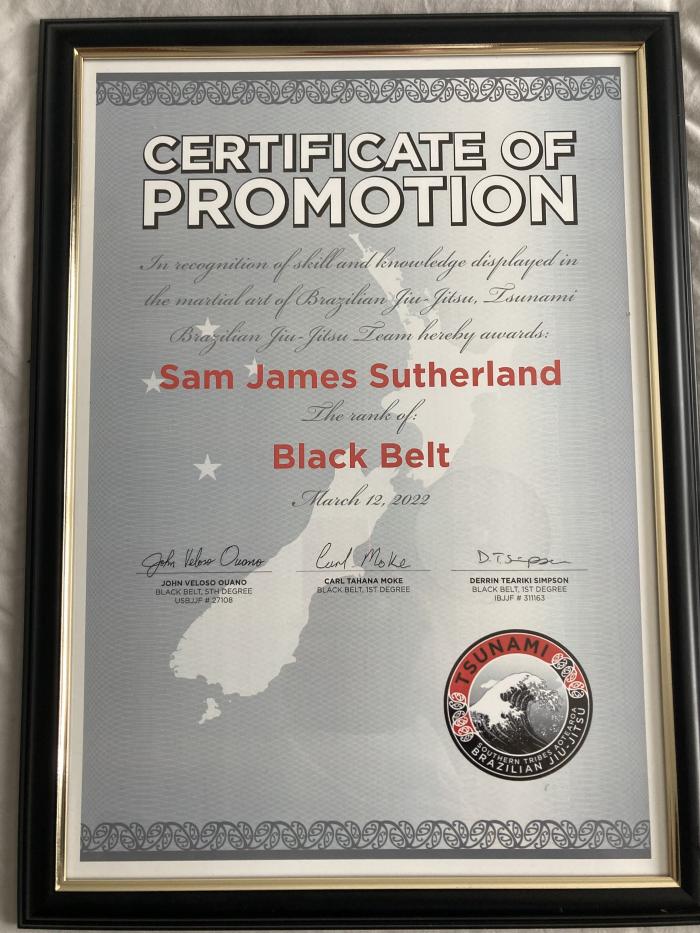 CERTIFICATE OF
PROMOTION
In recognition of skill and knowledge displayed in
the martial art of Brazilian Jiu-Jitsu, Tsunami
Brazilian Jiu-Jitsu Team hereby awards:
Sam James Sutherland
The rank of:
Black Belt
March 12, 2022
John Veloso Ouano
JOHN VELOSO OUANO
BLACK BELT, 5TH DEGREE
USBJJF # 27108
Carl Moke
CARL TAHANA MOKE
BLACK BELT, 1ST DEGREE
D.T Simpson
DERRIN TEARIKI SIMPSON
BLACK BELT, 1ST DEGREE
IBJJF # 311163
TSUNAMI
SOUTHERN TRIBES AOTEAROA
BRAZILIAN JIU-JITSU